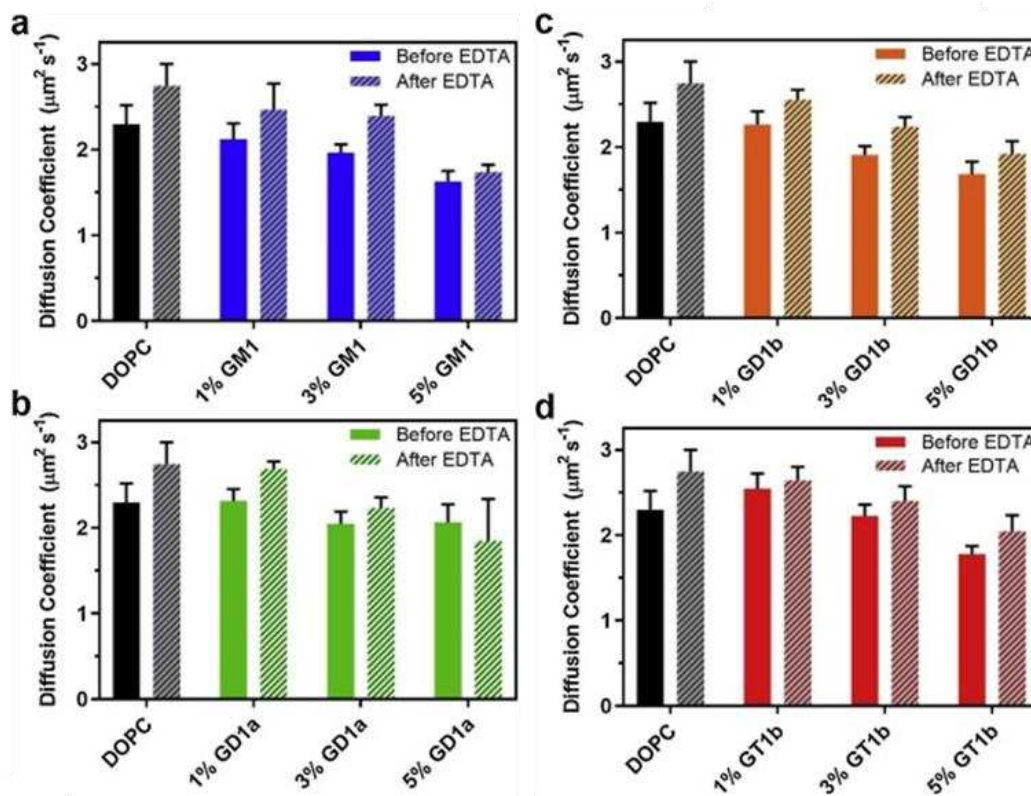 a
Diffusion Coefficient (μm² s⁻¹)
3
2
1
0
Before EDTA
After EDTA
DOPC
1% GM1
3% GM1
5% GM1
b
Diffusion Coefficient (μm² s⁻¹)
3
2
1
0
Before EDTA
After EDTA
DOPC
1% GD1a
3% GD1a
5% GD1a
c
Diffusion Coefficient (μm² s⁻¹)
3
2
1
0
Before EDTA
After EDTA
DOPC
1% GD1b
3% GD1b
5% GD1b
d
Diffusion Coefficient (μm² s⁻¹)
3
2
1
0
Before EDTA
After EDTA
DOPC
1% GT1b
3% GT1b
5% GT1b